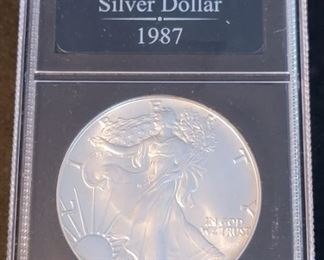 Silver Dollar
1987
LIBERTY
IN GOD
WE TRUST